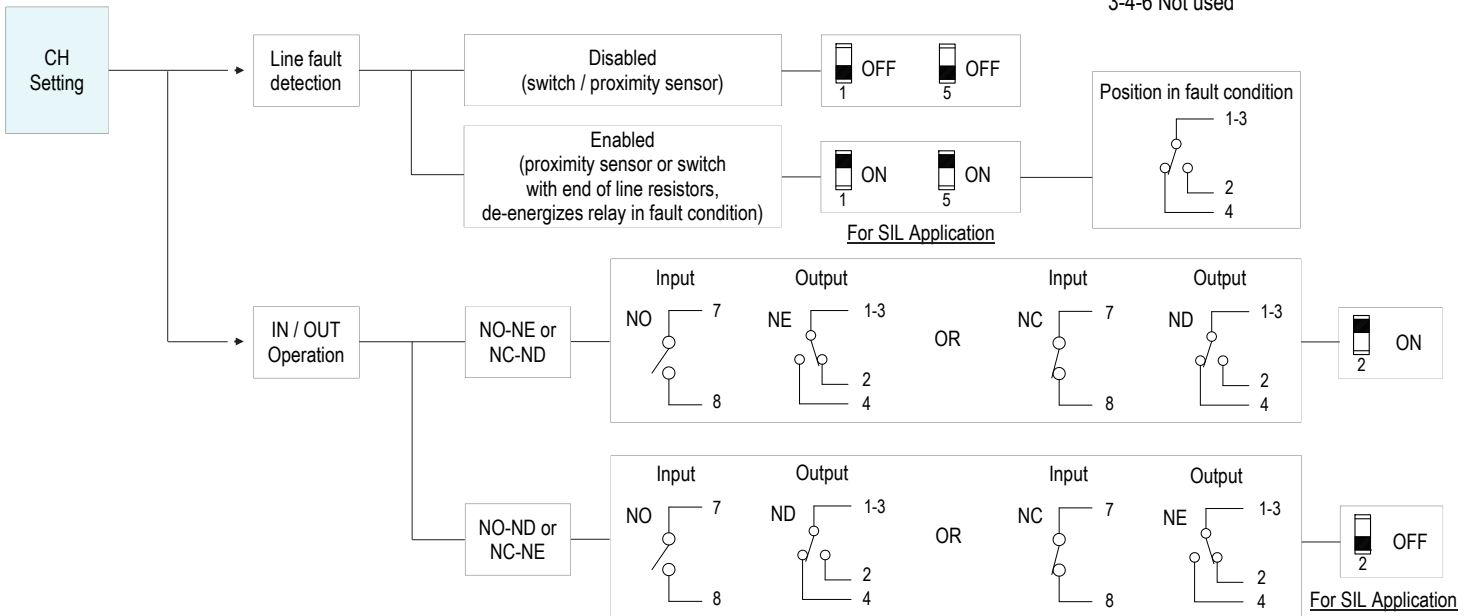 3-4-6 Not used
CH
Setting
Line fault
detection
Disabled
(switch / proximity sensor)
OFF
1
OFF
5
Enabled
(proximity sensor or switch
with end of line resistors,
de-energizes relay in fault condition)
ON
1
ON
5
For SIL Application
Position in fault condition
1-3
2
4
IN / OUT
Operation
NO-NE or
NC-ND
Input
NO
7
8
Output
NE
1-3
2
4
OR
Input
NC
7
8
Output
ND
1-3
2
4
ON
2
NO-ND or
NC-NE
Input
NO
7
8
Output
ND
1-3
2
4
OR
Input
NC
7
8
Output
NE
1-3
2
4
OFF
2
For SIL Application